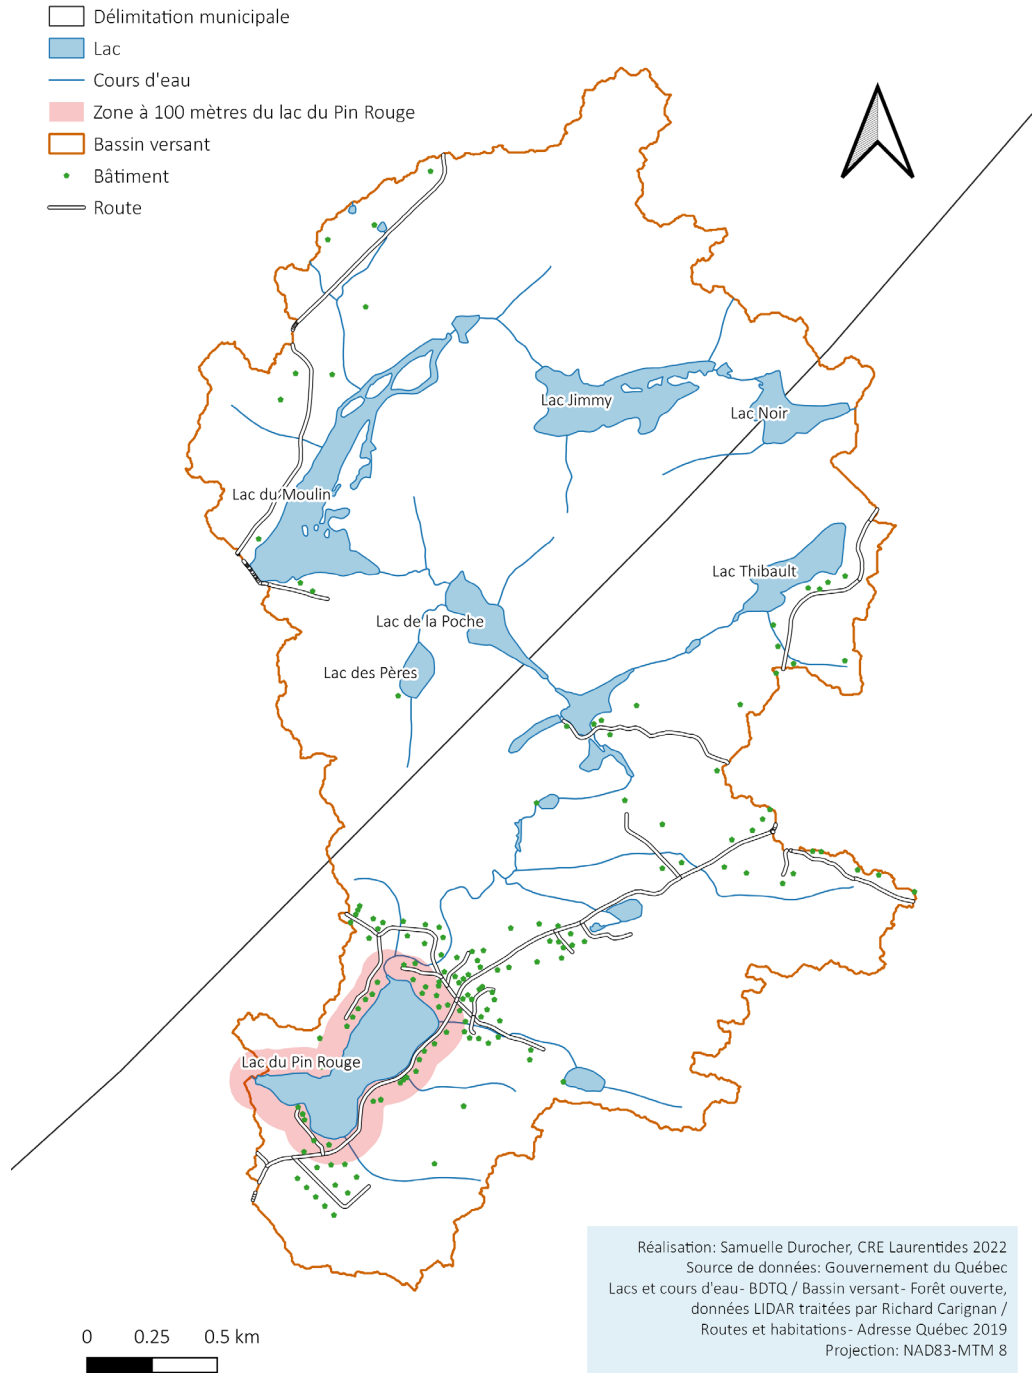 Délimitation municipale
Lac
Cours d'eau
Zone à 100 mètres du lac du Pin Rouge
Bassin versant
Bâtiment
Route
Lac Jimmy
Lac Noir
Lac du Moulin
Lac Thibault
Lac de la Poche
Lac des Pères
Lac du Pin Rouge
Réalisation: Samuelle Durocher, CRE Laurentides 2022
Source de données: Gouvernement du Québec
Lacs et cours d'eau- BDTQ / Bassin versant- Forêt ouverte,
données LIDAR traitées par Richard Carignan /
Routes et habitations- Adresse Québec 2019
Projection: NAD83-MTM 8
0 0.25 0.5 km